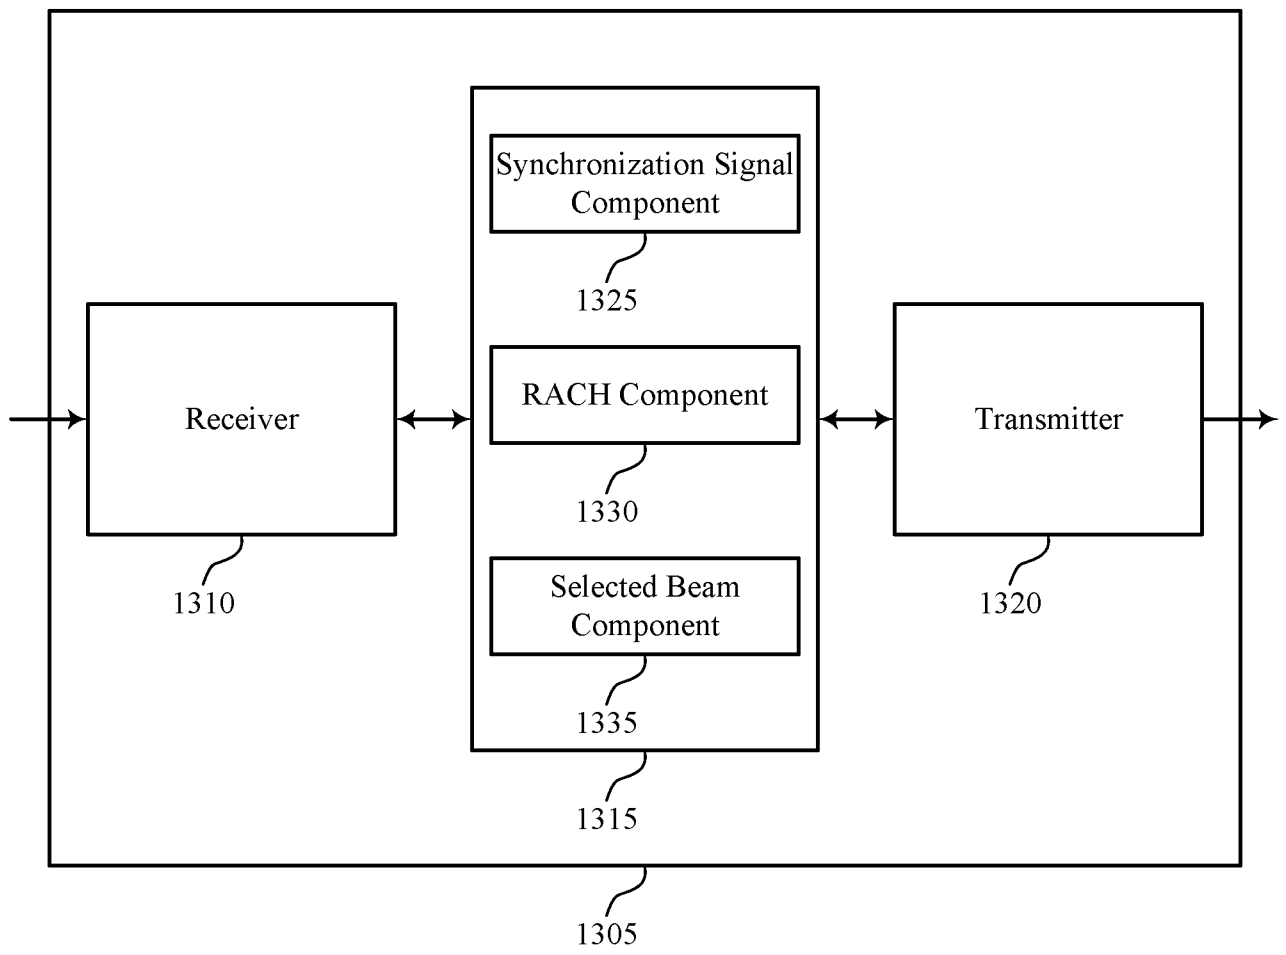 Synchronization Signal
Component
1325
Receiver
1310
RACH Component
1330
Selected Beam
Component
1335
1315
Transmitter
1320
1305